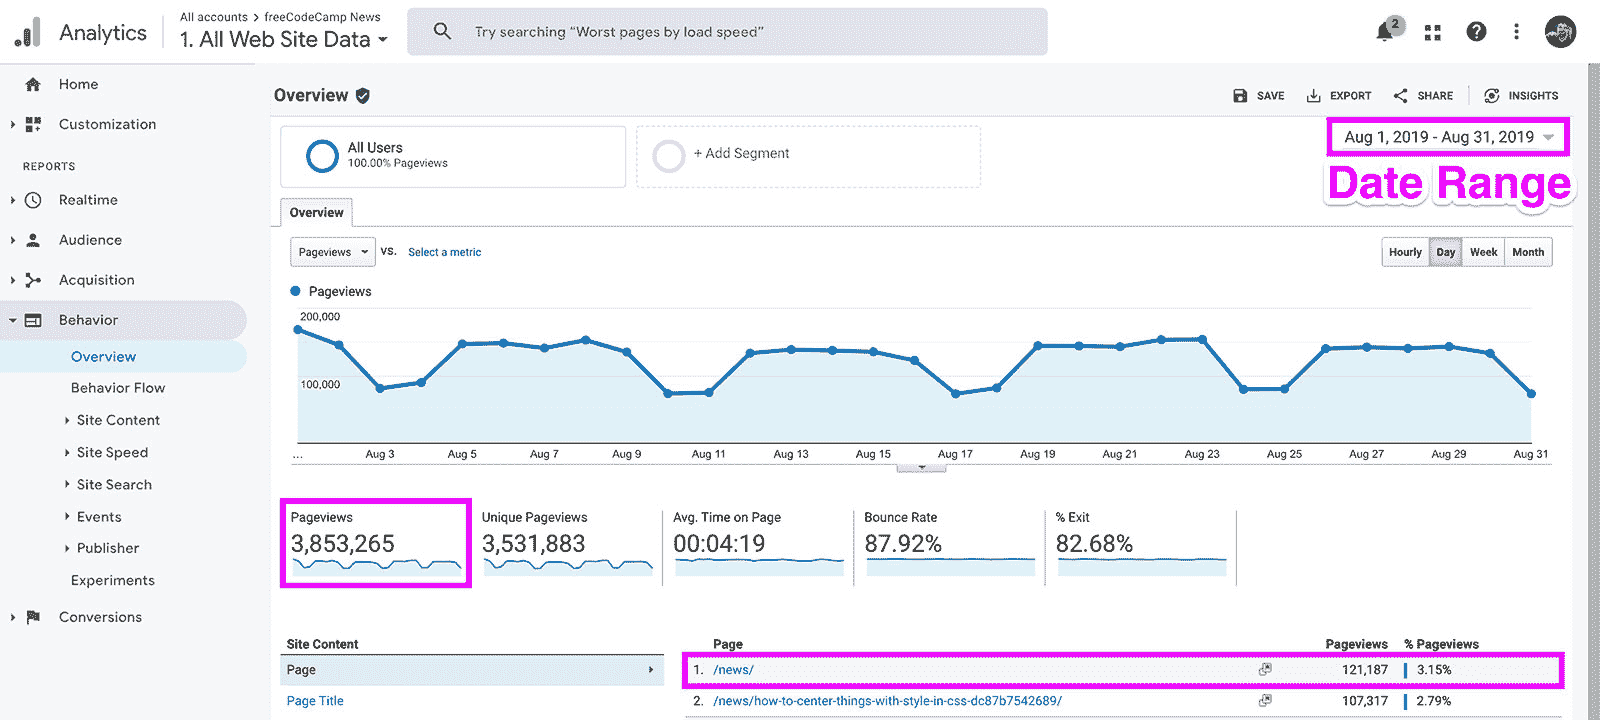 Analytics
All accounts > freeCodeCamp News
1. All Web Site Data
Try searching “Worst pages by load speed”
2
Home
Customization
REPORTS
Realtime
Audience
Acquisition
Behavior
Overview
Behavior Flow
Site Content
Site Speed
Site Search
Events
Publisher
Experiments
Conversions
Overview
SAVE
EXPORT
SHARE
INSIGHTS
All Users
100.00% Pageviews
+ Add Segment
Aug 1, 2019 - Aug 31, 2019
Date Range
Overview
Pageviews
VS.
Select a metric
Hourly Day Week Month
Pageviews
200,000
100,000
... Aug 3 Aug 5 Aug 7 Aug 9 Aug 11 Aug 13 Aug 15 Aug 17 Aug 19 Aug 21 Aug 23 Aug 25 Aug 27 Aug 29 Aug 31
Pageviews
3,853,265
Unique Pageviews
3,531,883
Avg. Time on Page
00:04:19
Bounce Rate
87.92%
% Exit
82.68%
Site Content
Page
Page Title
Page Pageviews % Pageviews
1. /news/ 121,187 3.15%
2. /news/how-to-center-things-with-style-in-css-dc87b7542689/ 107,317 2.79%